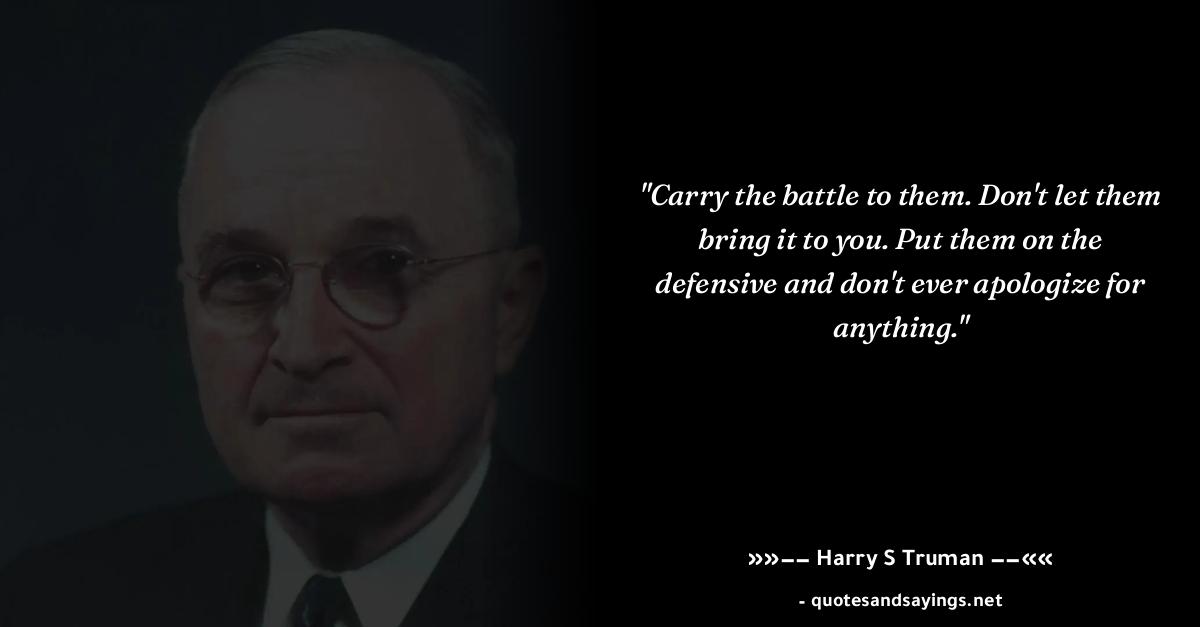 "Carry the battle to them. Don't let them
bring it to you. Put them on the
defensive and don't ever apologize for
anything."
»»−− Harry S Truman −−««
- quotesandsayings.net